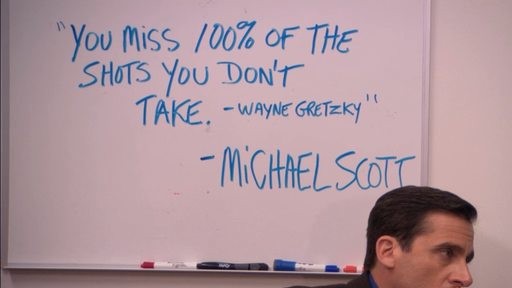 "YOU MISS 100% OF THE
SHOTS YOU DON'T
TAKE. -WAYNE GRETZKY"
-MICHAEL SCOTT